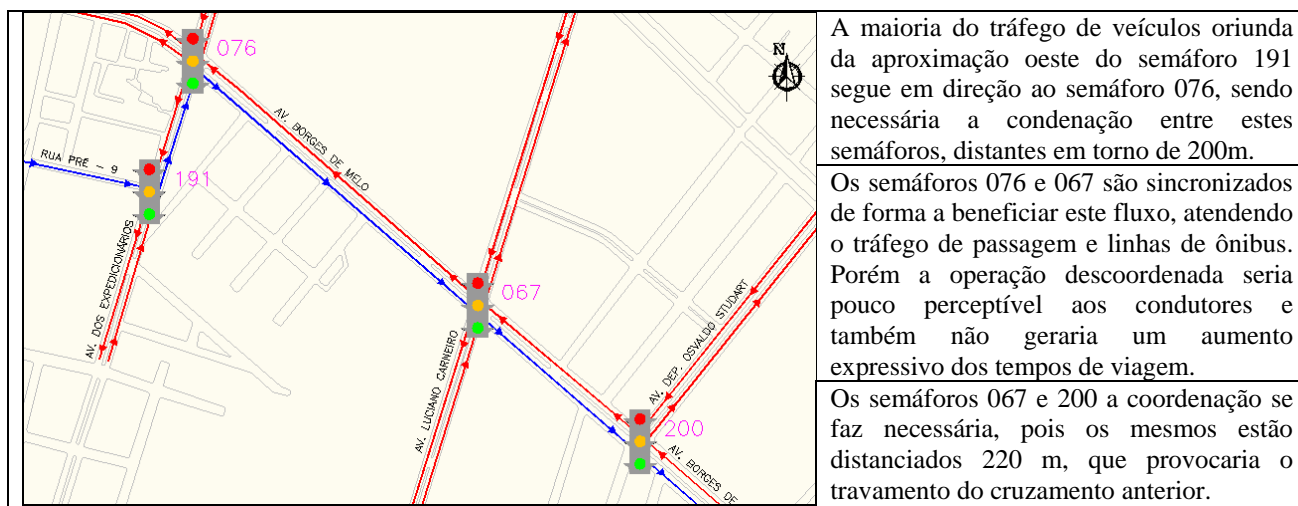 076
N
AV. BORGES DE MELO
RUA PRÉ - 9
191
AV. DOS EXPEDICIONÁRIOS
067
AV. LUCIANO CARNEIRO
AV. DEP. OSVALDO STUDART
200
AV. BORGES DE
A maioria do tráfego de veículos oriunda
da aproximação oeste do semáforo 191
segue em direção ao semáforo 076, sendo
necessária a condenação entre estes
semáforos, distantes em torno de 200m.
Os semáforos 076 e 067 são sincronizados
de forma a beneficiar este fluxo, atendendo
o tráfego de passagem e linhas de ônibus.
Porém a operação descoordenada seria
pouco perceptível aos condutores e
também não geraria um aumento
expressivo dos tempos de viagem.
Os semáforos 067 e 200 a coordenação se
faz necessária, pois os mesmos estão
distanciados 220 m, que provocaria o
travamento do cruzamento anterior.